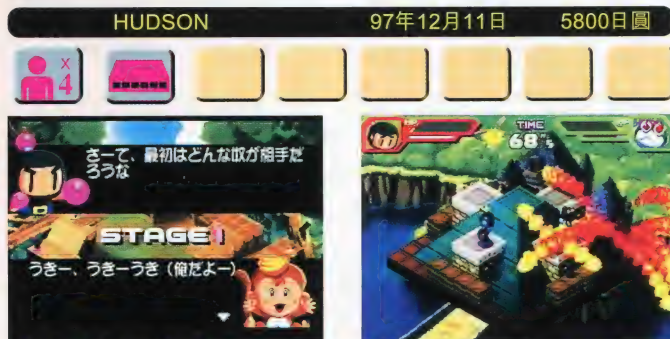 HUDSON 97年12月11日 5800日圓
x
4
さーて、最初はどんな奴が相手だ
ろうな
STAGE 1
うきー、うきーうき（俺だよー）
TIME
68"5